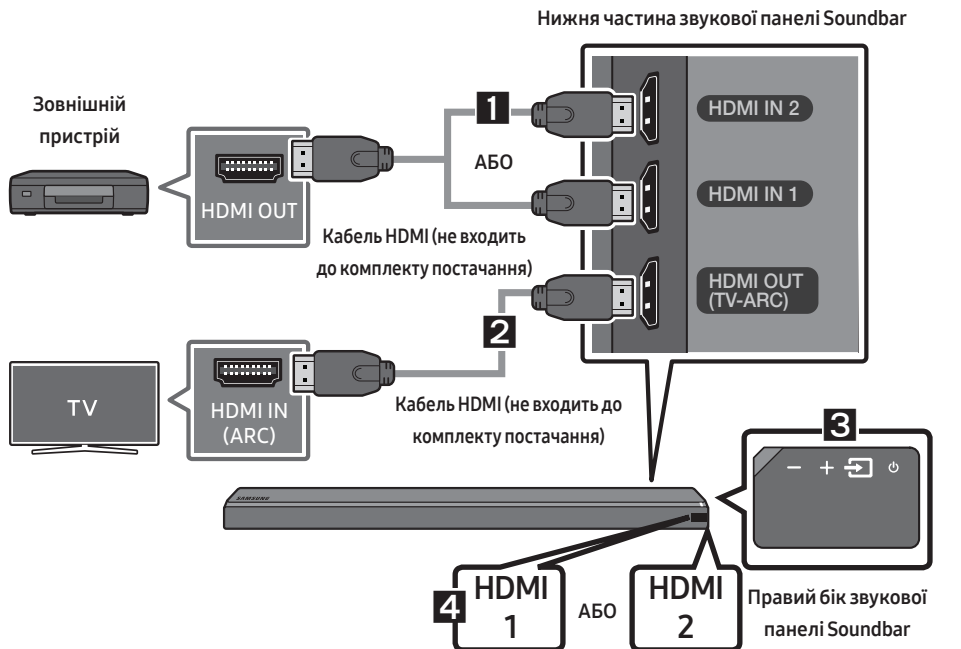 Нижня частина звукової панелі Soundbar
Зовнішній
пристрій
HDMI OUT
1
АБО
HDMI IN 2
HDMI IN 1
HDMI OUT
(TV-ARC)
Кабель HDMI (не входить
до комплекту постачання)
2
TV
HDMI IN
(ARC)
Кабель HDMI (не входить до
комплекту постачання)
3
SAMSUNG
4
HDMI
1
АБО
HDMI
2
Правий бік звукової
панелі Soundbar